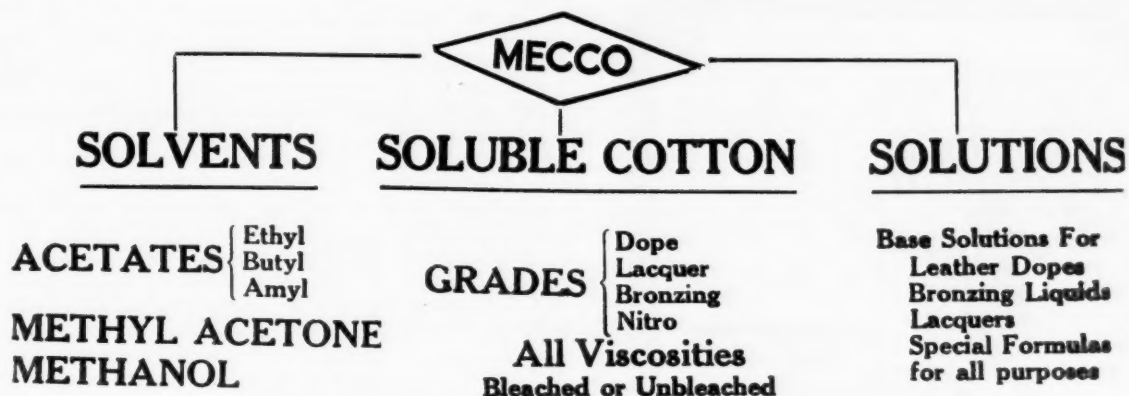 MECCO
SOLVENTS
ACETATES
Ethyl
Butyl
Amyl
METHYL ACETONE
METHANOL
SOLUBLE COTTON
GRADES
Dope
Lacquer
Bronzing
Nitro
All Viscosities
Bleached or Unbleached
SOLUTIONS
Base Solutions For
Leather Dopes
Bronzing Liquids
Lacquers
Special Formulas
for all purposes